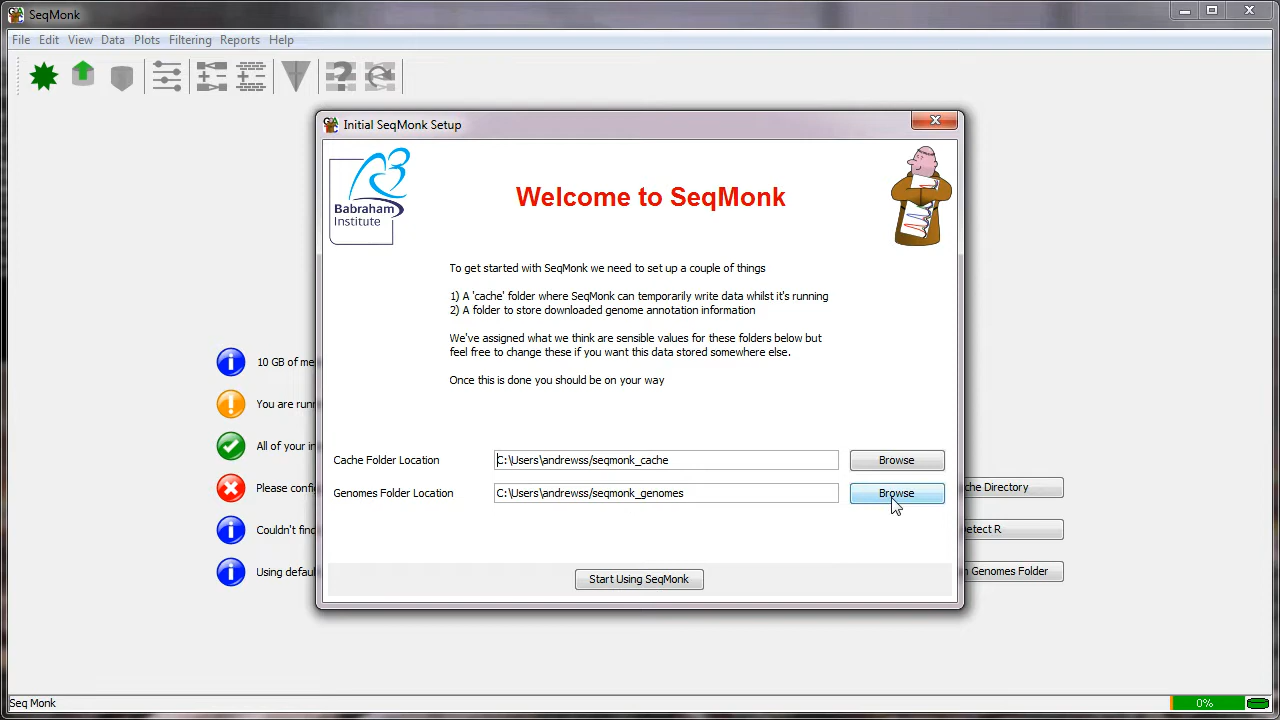 SeqMonk
File Edit View Data Plots Filtering Reports Help
Initial SeqMonk Setup
Babraham
Institute
Welcome to SeqMonk
To get started with SeqMonk we need to set up a couple of things
1) A 'cache' folder where SeqMonk can temporarily write data whilst it's running
2) A folder to store downloaded genome annotation information
We've assigned what we think are sensible values for these folders below but
feel free to change these if you want this data stored somewhere else.
Once this is done you should be on your way
10 GB of me
You are run
All of your in
Cache Folder Location C:\Users\andrewss/seqmonk_cache Browse
Please confi
che Directory
Genomes Folder Location C:\Users\andrewss/seqmonk_genomes Browse
Couldn't find
etect R
Using defaul
Genomes Folder
Start Using SeqMonk
Seq Monk
0%